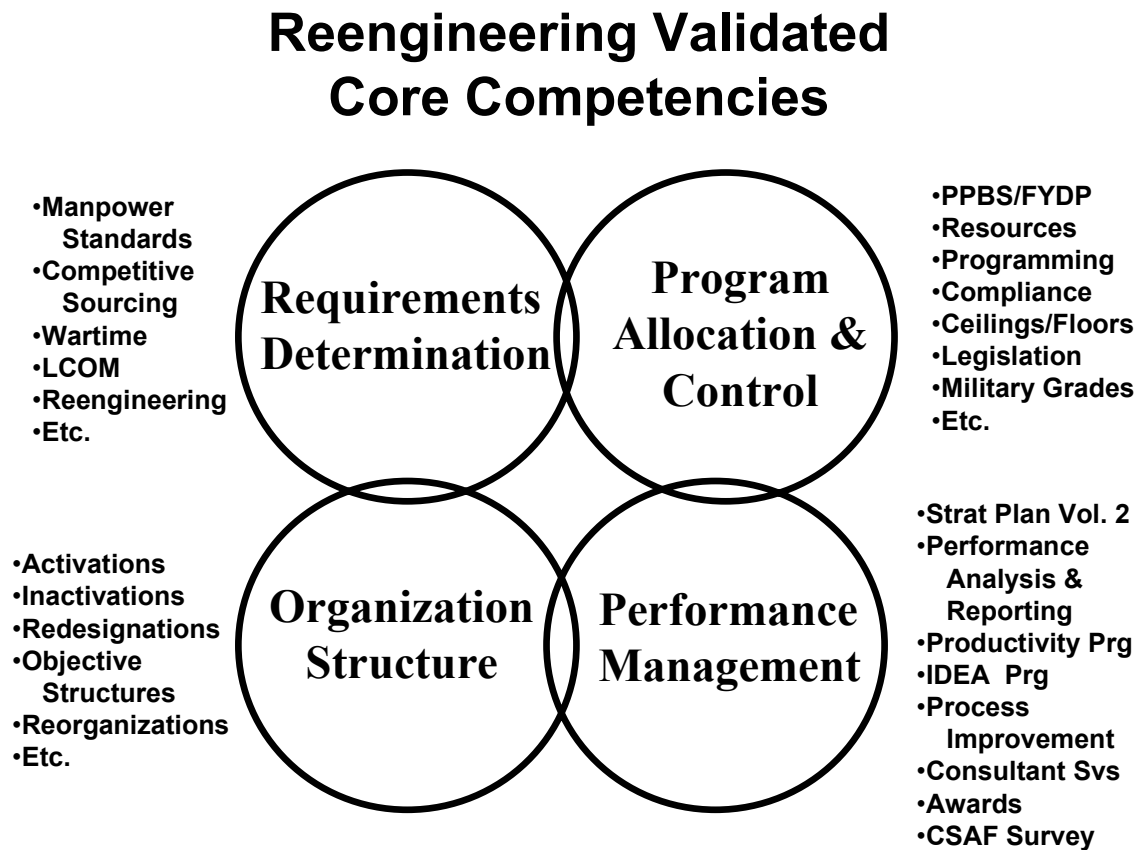 Reengineering Validated
Core Competencies
•Manpower
Standards
•Competitive
Sourcing
•Wartime
•LCOM
•Reengineering
•Etc.
Requirements
Determination
Program
Allocation &
Control
•PPBS/FYDP
•Resources
•Programming
•Compliance
•Ceilings/Floors
•Legislation
•Military Grades
•Etc.
•Activations
•Inactivations
•Redesignations
•Objective
Structures
•Reorganizations
•Etc.
Organization
Structure
Performance
Management
•Strat Plan Vol. 2
•Performance
Analysis &
Reporting
•Productivity Prg
•IDEA Prg
•Process
Improvement
•Consultant Svs
•Awards
•CSAF Survey